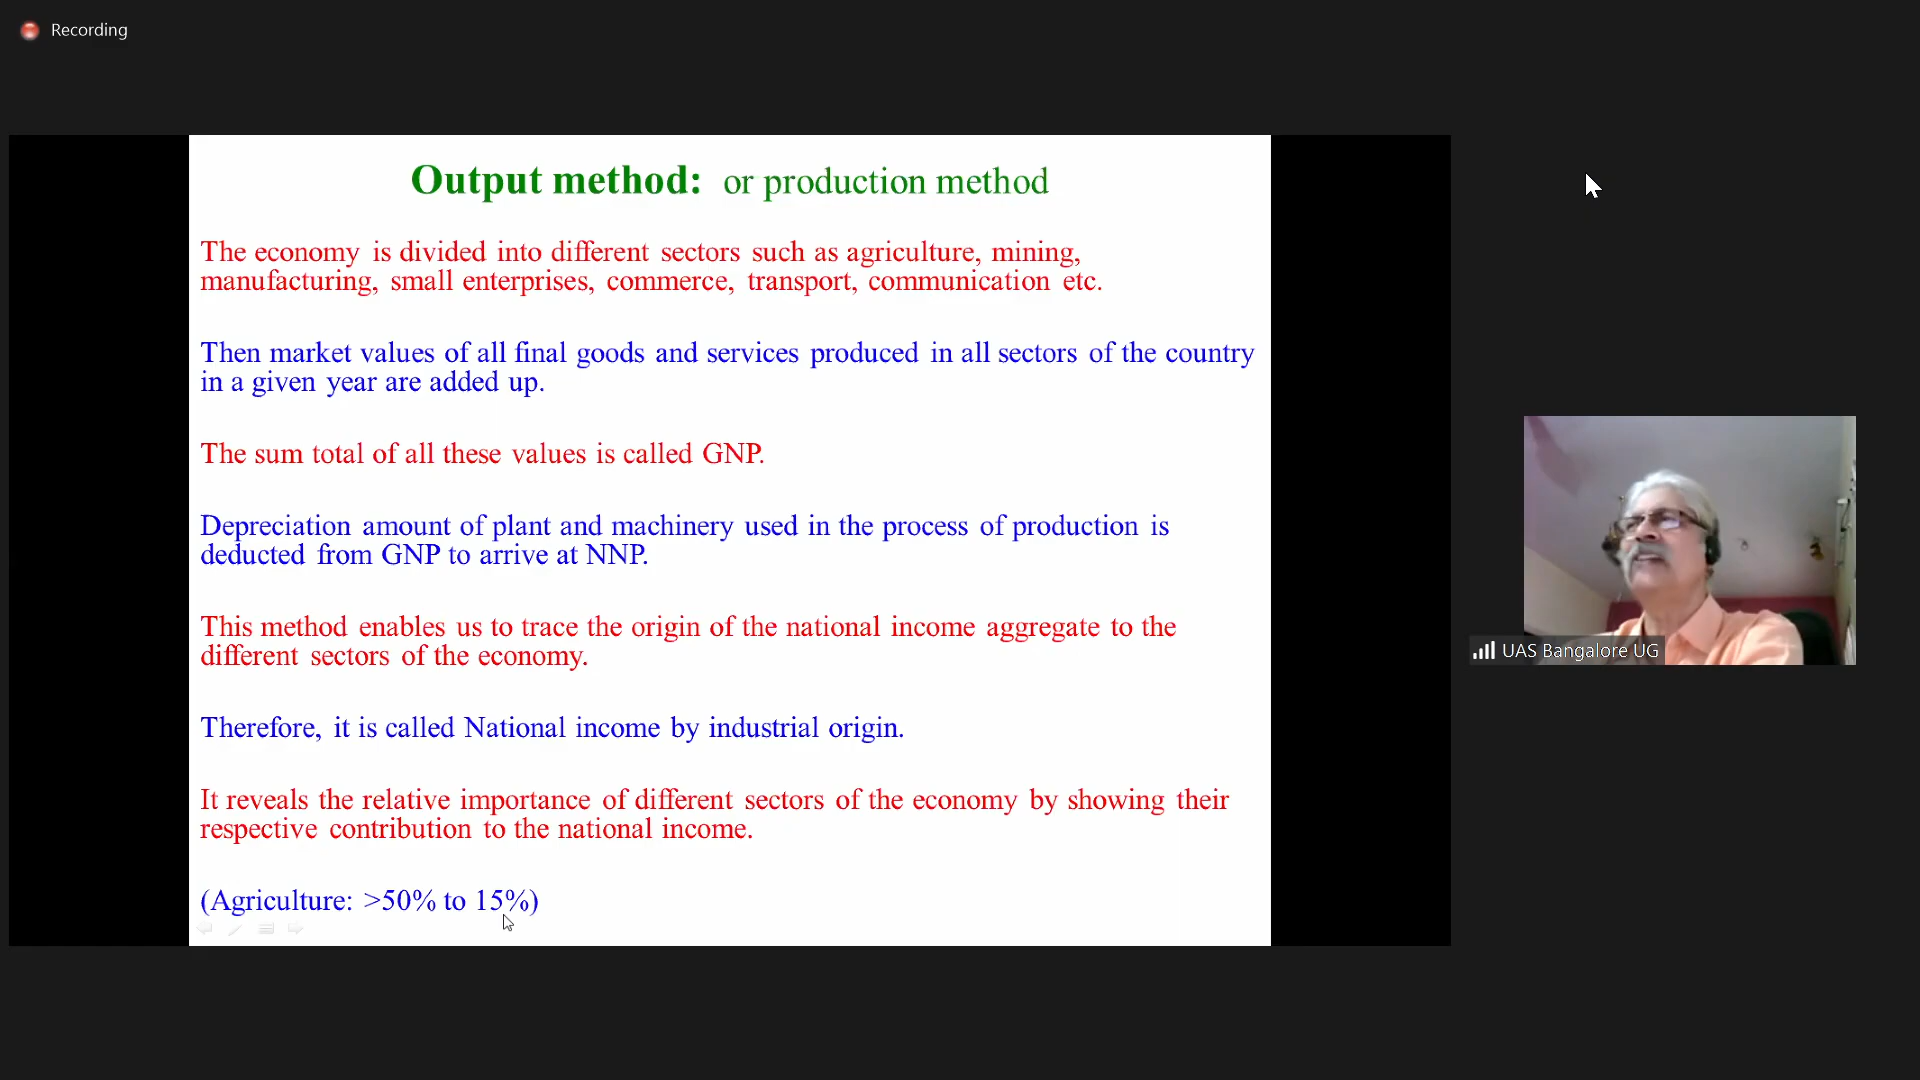 Recording
Output method: or production method
The economy is divided into different sectors such as agriculture, mining,
manufacturing, small enterprises, commerce, transport, communication etc.
Then market values of all final goods and services produced in all sectors of the country
in a given year are added up.
The sum total of all these values is called GNP.
Depreciation amount of plant and machinery used in the process of production is
deducted from GNP to arrive at NNP.
This method enables us to trace the origin of the national income aggregate to the
different sectors of the economy.
Therefore, it is called National income by industrial origin.
It reveals the relative importance of different sectors of the economy by showing their
respective contribution to the national income.
(Agriculture: >50% to 15%)
UAS Bangalore UG